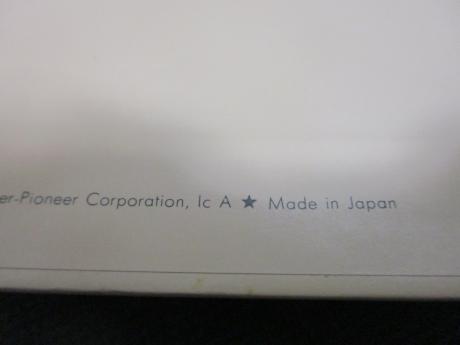 er-Pioneer Corporation, Ic A ★ Made in Japan